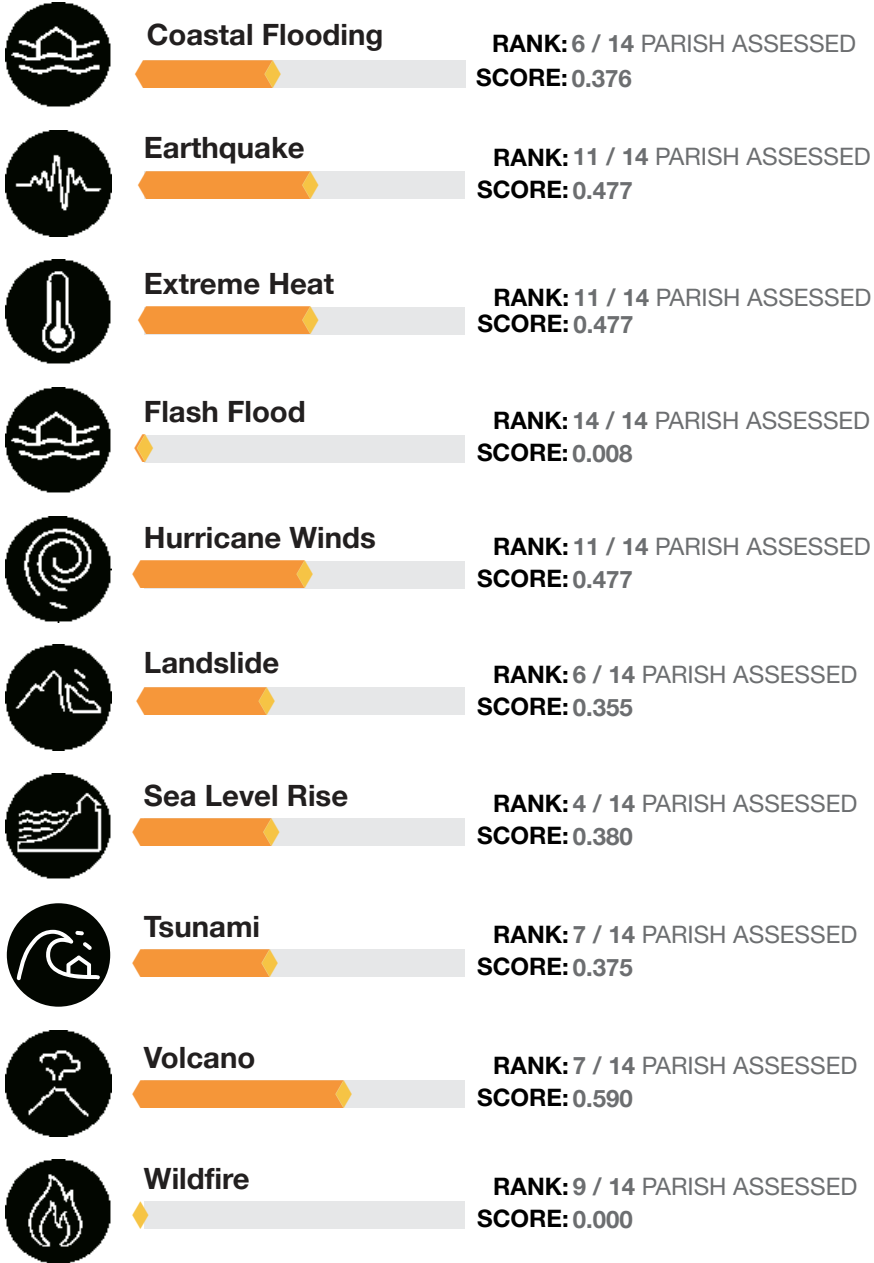 Coastal Flooding
RANK: 6 / 14 PARISH ASSESSED
SCORE: 0.376
Earthquake
RANK: 11 / 14 PARISH ASSESSED
SCORE: 0.477
Extreme Heat
RANK: 11 / 14 PARISH ASSESSED
SCORE: 0.477
Flash Flood
RANK: 14 / 14 PARISH ASSESSED
SCORE: 0.008
Hurricane Winds
RANK: 11 / 14 PARISH ASSESSED
SCORE: 0.477
Landslide
RANK: 6 / 14 PARISH ASSESSED
SCORE: 0.355
Sea Level Rise
RANK: 4 / 14 PARISH ASSESSED
SCORE: 0.380
Tsunami
RANK: 7 / 14 PARISH ASSESSED
SCORE: 0.375
Volcano
RANK: 7 / 14 PARISH ASSESSED
SCORE: 0.590
Wildfire
RANK: 9 / 14 PARISH ASSESSED
SCORE: 0.000